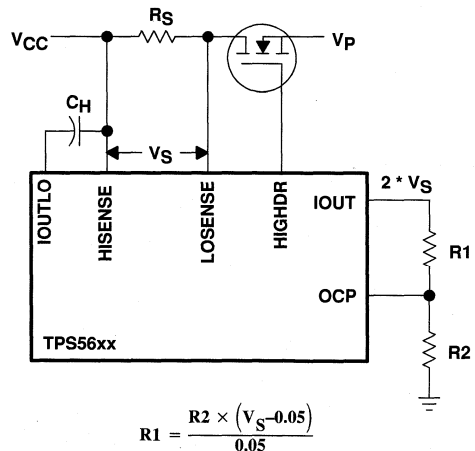 VCC
RS
VP
CH
VS
IOUTLO
HISENSE
LOSENSE
HIGHDR
IOUT
2 * VS
R1
OCP
R2
TPS56xx
R1 = R2 × (VS–0.05) / 0.05